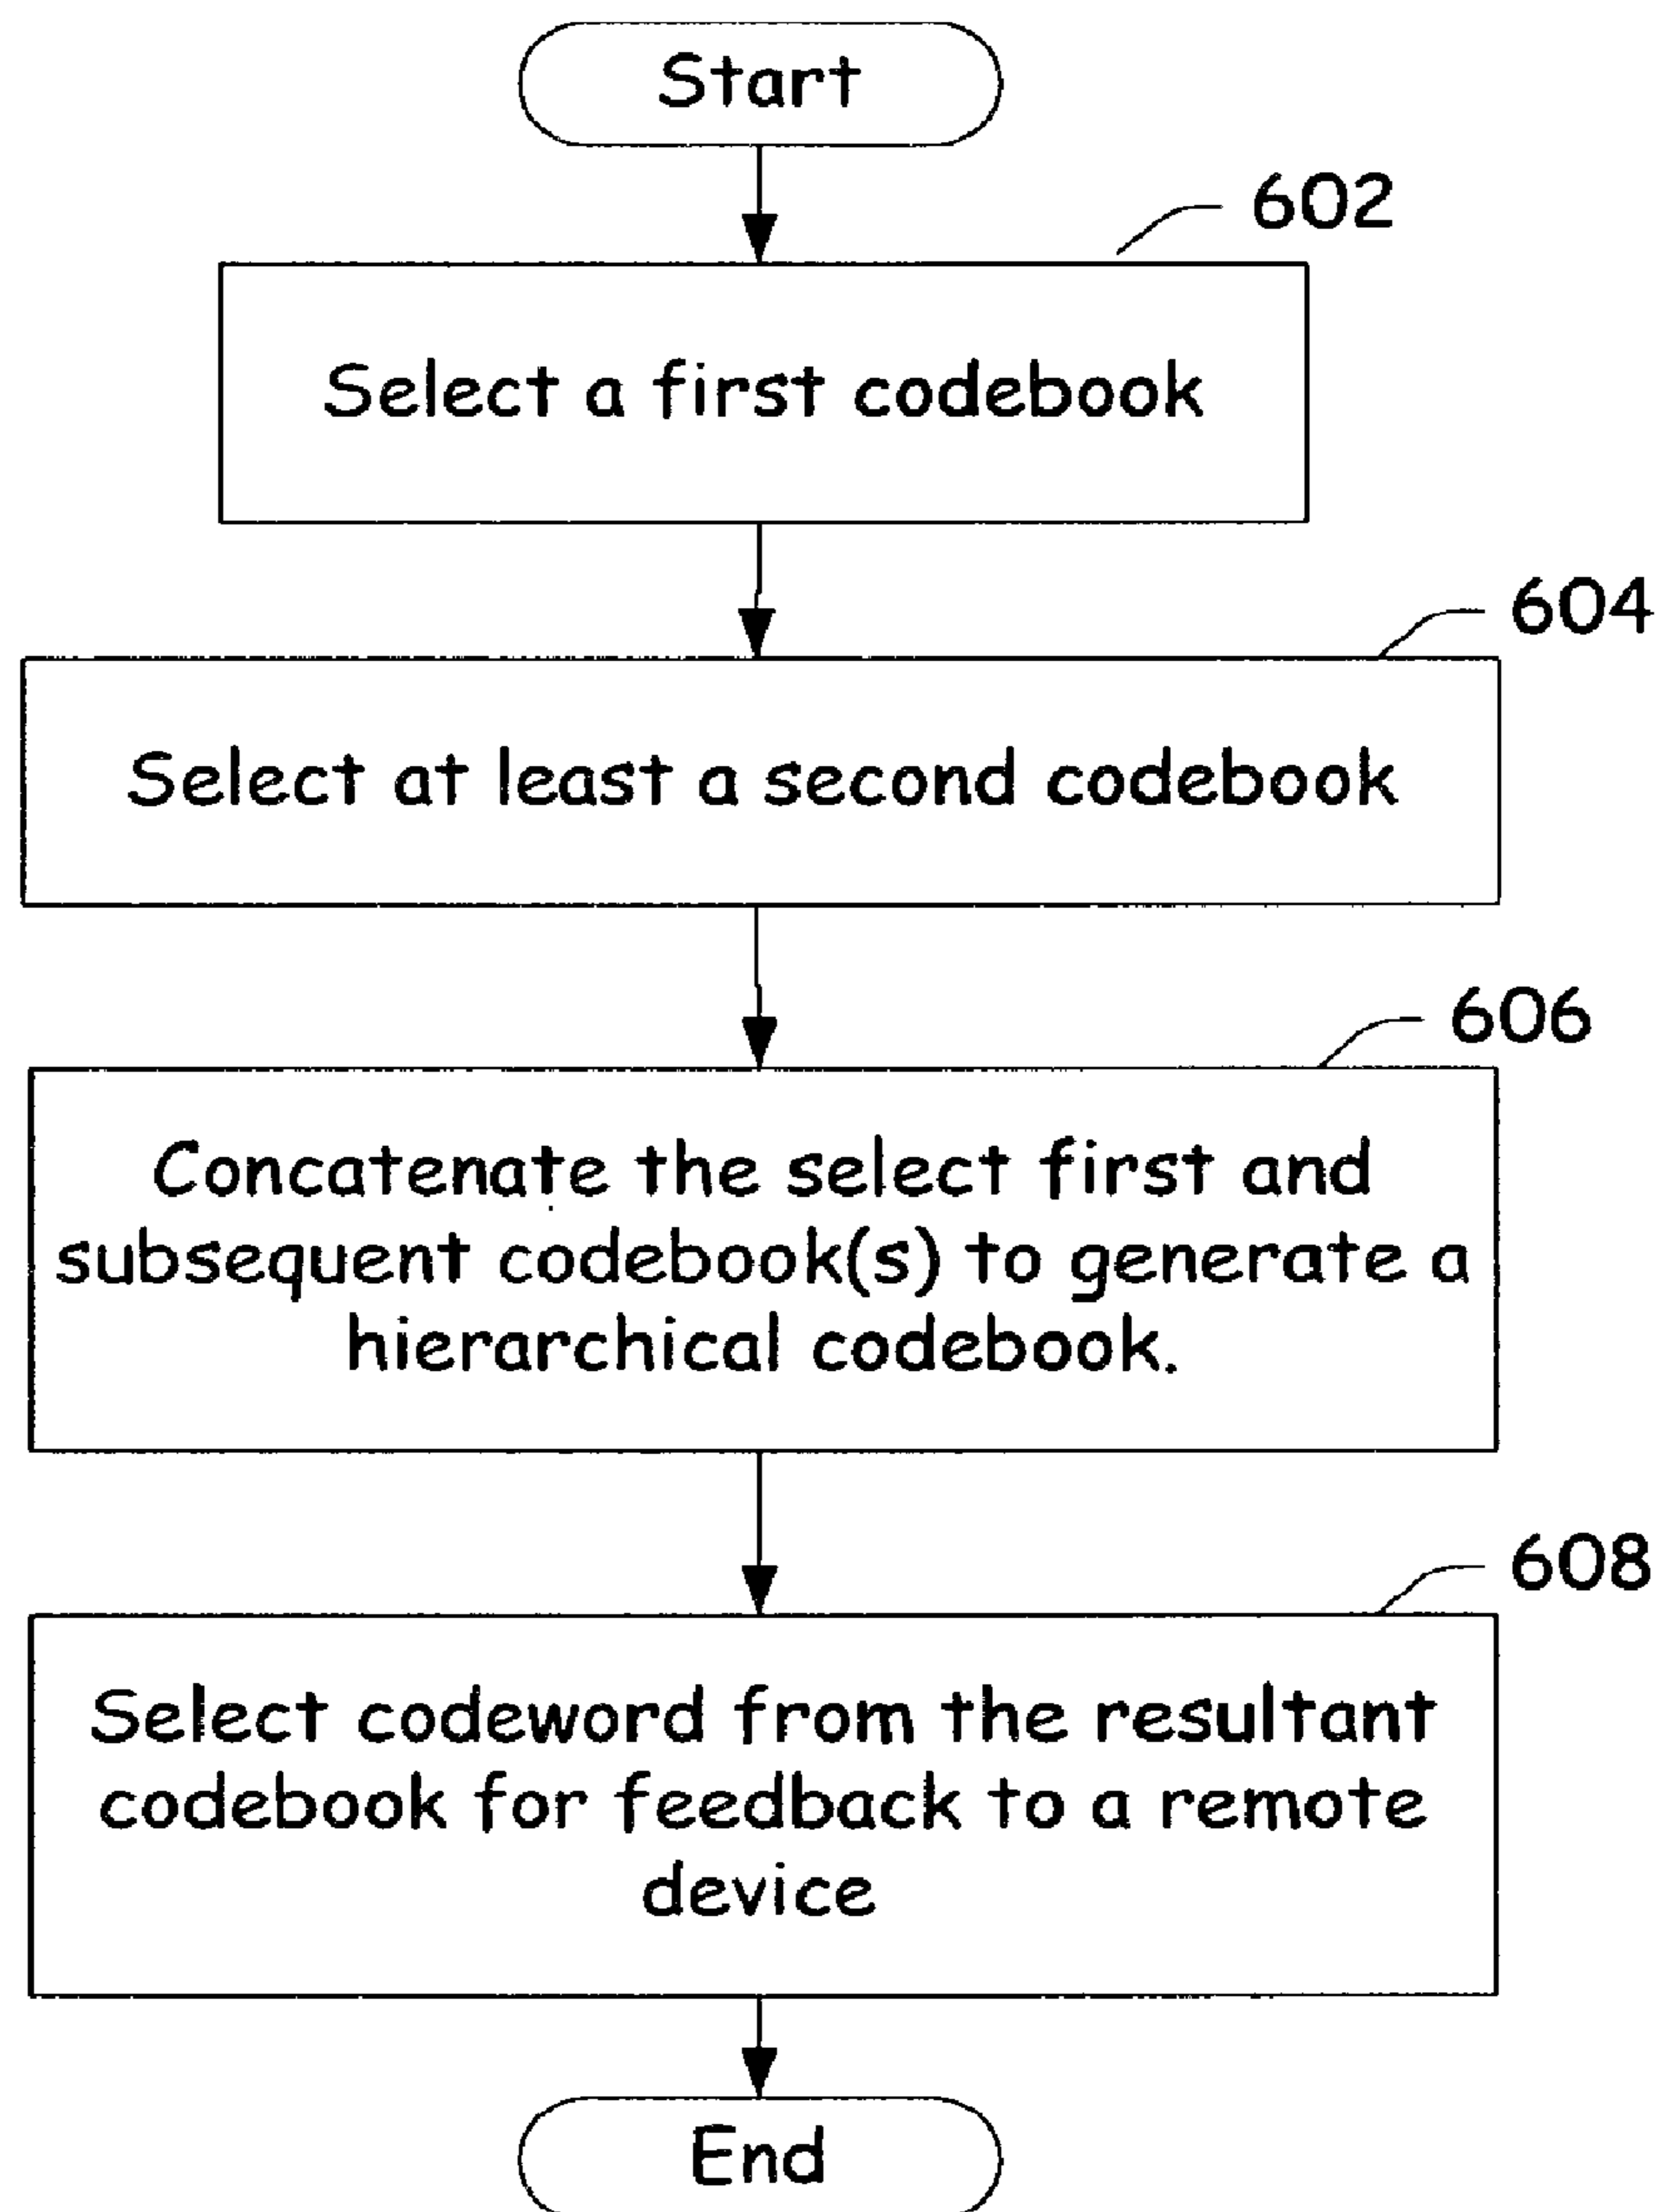 Start
602
Select a first codebook
604
Select at least a second codebook
606
Concatenate the select first and
subsequent codebook(s) to generate a
hierarchical codebook.
608
Select codeword from the resultant
codebook for feedback to a remote
device
End